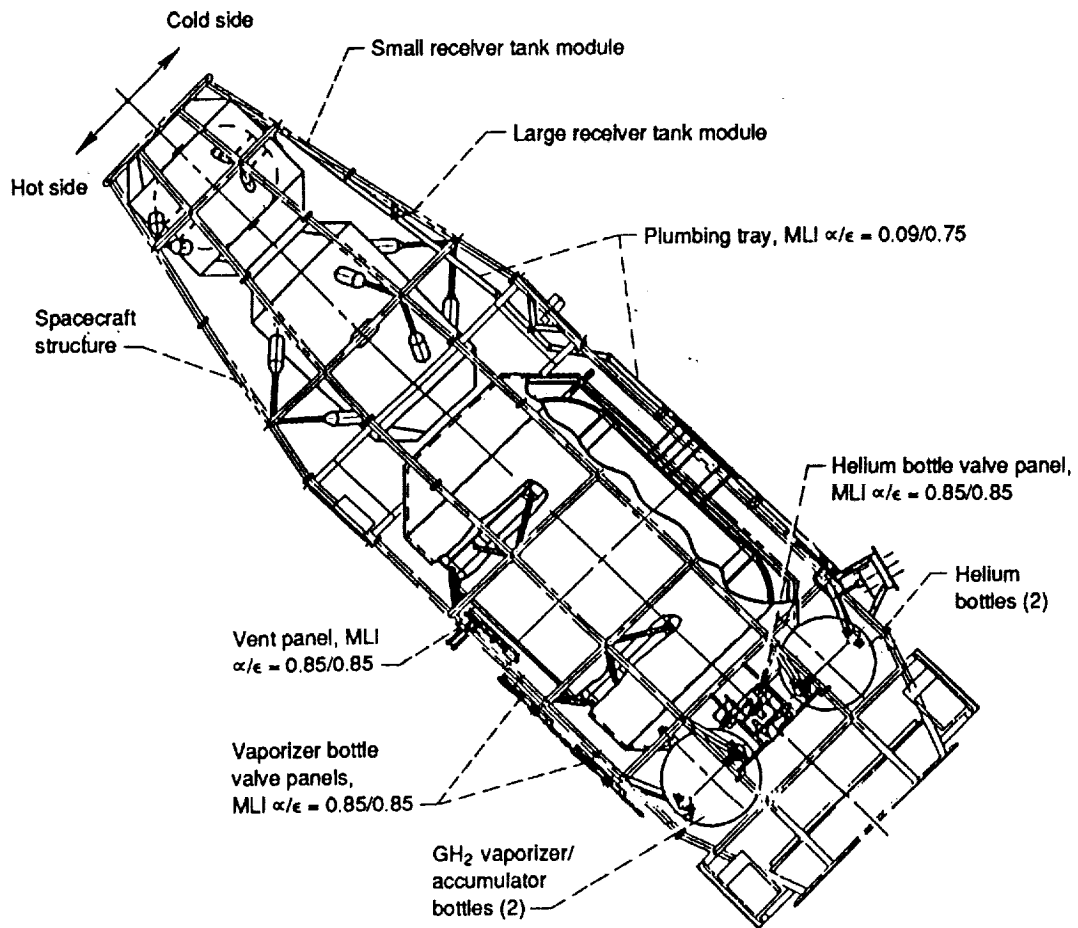 Cold side
Small receiver tank module
Large receiver tank module
Hot side
Plumbing tray, MLI ∝/ϵ = 0.09/0.75
Spacecraft
structure
Helium bottle valve panel,
MLI ∝/ϵ = 0.85/0.85
Helium
bottles (2)
Vent panel, MLI
∝/ϵ = 0.85/0.85
Vaporizer bottle
valve panels,
MLI ∝/ϵ = 0.85/0.85
GH₂ vaporizer/
accumulator
bottles (2)